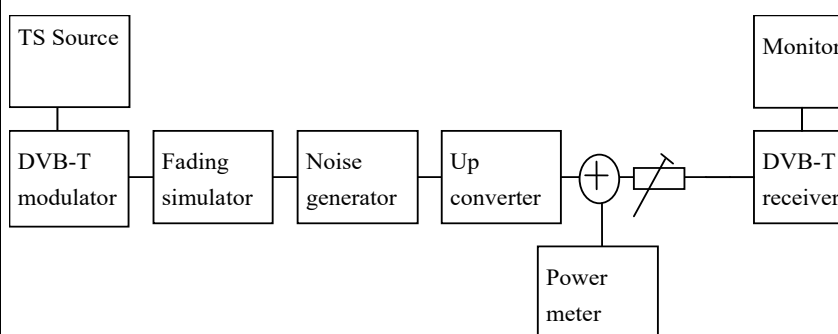 TS Source
Monitor
DVB-T
modulator
Fading
simulator
Noise
generator
Up
converter
DVB-T
receiver
Power
meter